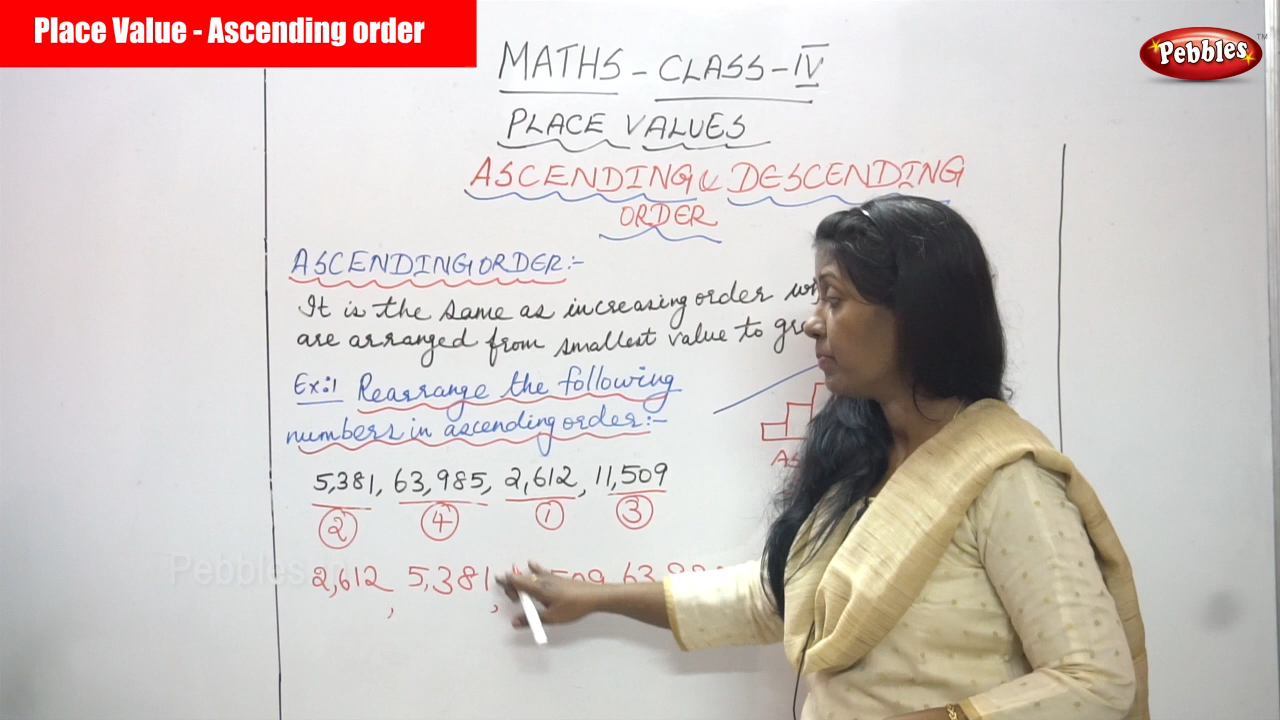 Place Value - Ascending order
Pebbles TM
MATHS - CLASS - IV
PLACE VALUES
ASCENDING & DESCENDING
ORDER
ASCENDING ORDER:-
It is the same as increasing order
are arranged from smallest value to
Ex:1 Rearrange the following
numbers in ascending order:-
5,381, 63,985, 2,612, 11,509
2 4 1 3
Pebbles
2,612, 5,381,